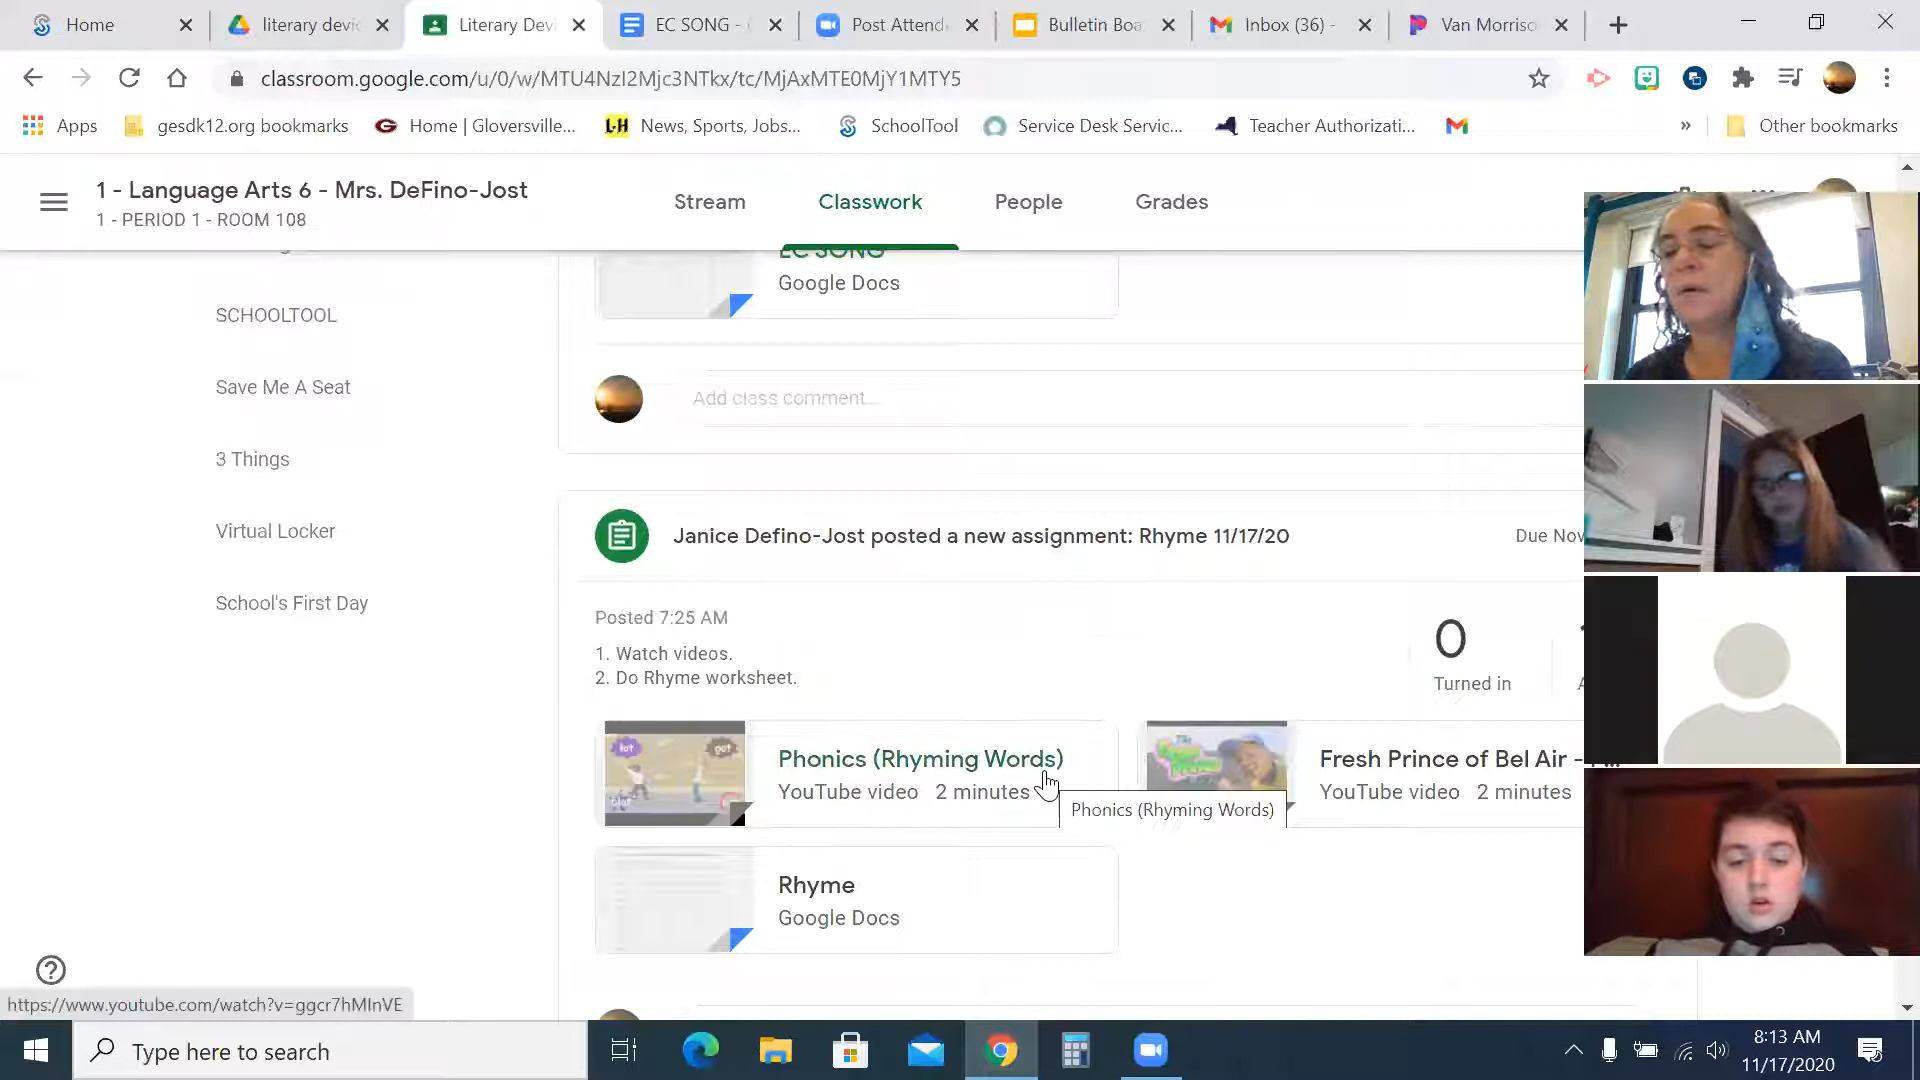 Home
literary devic
Literary Devi
EC SONG -
Post Attend
Bulletin Boa
Inbox (36) -
Van Morriso
classroom.google.com/u/0/w/MTU4NzI2Mjc3NTkx/tc/MjAxMTE0MjY1MTY5
Apps
gesdk12.org bookmarks
Home | Gloversville...
L-H
News, Sports, Jobs...
SchoolTool
Service Desk Servic...
Teacher Authorizati...
»
Other bookmarks
1 - Language Arts 6 - Mrs. DeFino-Jost
1 - PERIOD 1 - ROOM 108
Stream
Classwork
People
Grades
EC SONG
Google Docs
SCHOOLTOOL
Save Me A Seat
3 Things
Virtual Locker
School's First Day
Add class comment...
Janice Defino-Jost posted a new assignment: Rhyme 11/17/20
Due Nov
Posted 7:25 AM
1. Watch videos.
2. Do Rhyme worksheet.
0
Turned in
Phonics (Rhyming Words)
YouTube video 2 minutes
Phonics (Rhyming Words)
Fresh Prince of Bel Air -
YouTube video 2 minutes
Rhyme
Google Docs
https://www.youtube.com/watch?v=ggcr7hMInVE
Type here to search
8:13 AM
11/17/2020